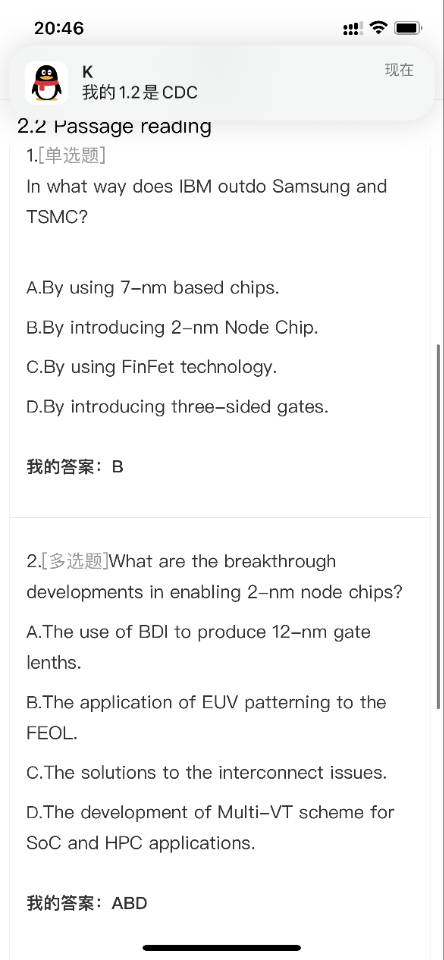 20:46
K
现在
我的1.2是CDC
2.2 Passage reading
1.[单选题]
In what way does IBM outdo Samsung and
TSMC?
A.By using 7-nm based chips.
B.By introducing 2-nm Node Chip.
C.By using FinFet technology.
D.By introducing three-sided gates.
我的答案：B
2.[多选题]What are the breakthrough
developments in enabling 2-nm node chips?
A.The use of BDI to produce 12-nm gate
lenths.
B.The application of EUV patterning to the
FEOL.
C.The solutions to the interconnect issues.
D.The development of Multi-VT scheme for
SoC and HPC applications.
我的答案：ABD